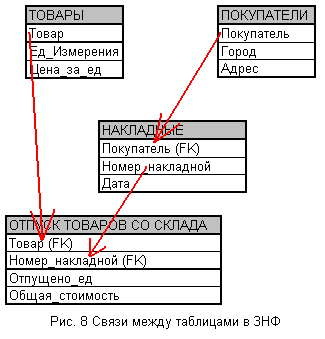 ТОВАРЫ
Товар
Ед_Измерения
Цена_за_ед
ПОКУПАТЕЛИ
Покупатель
Город
Адрес
НАКЛАДНЫЕ
Покупатель (FK)
Номер_накладной
Дата
ОТПУСК ТОВАРОВ СО СКЛАДА
Товар (FK)
Номер_накладной (FK)
Отпущено_ед
Общая_стоимость
Рис. 8 Связи между таблицами в 3НФ